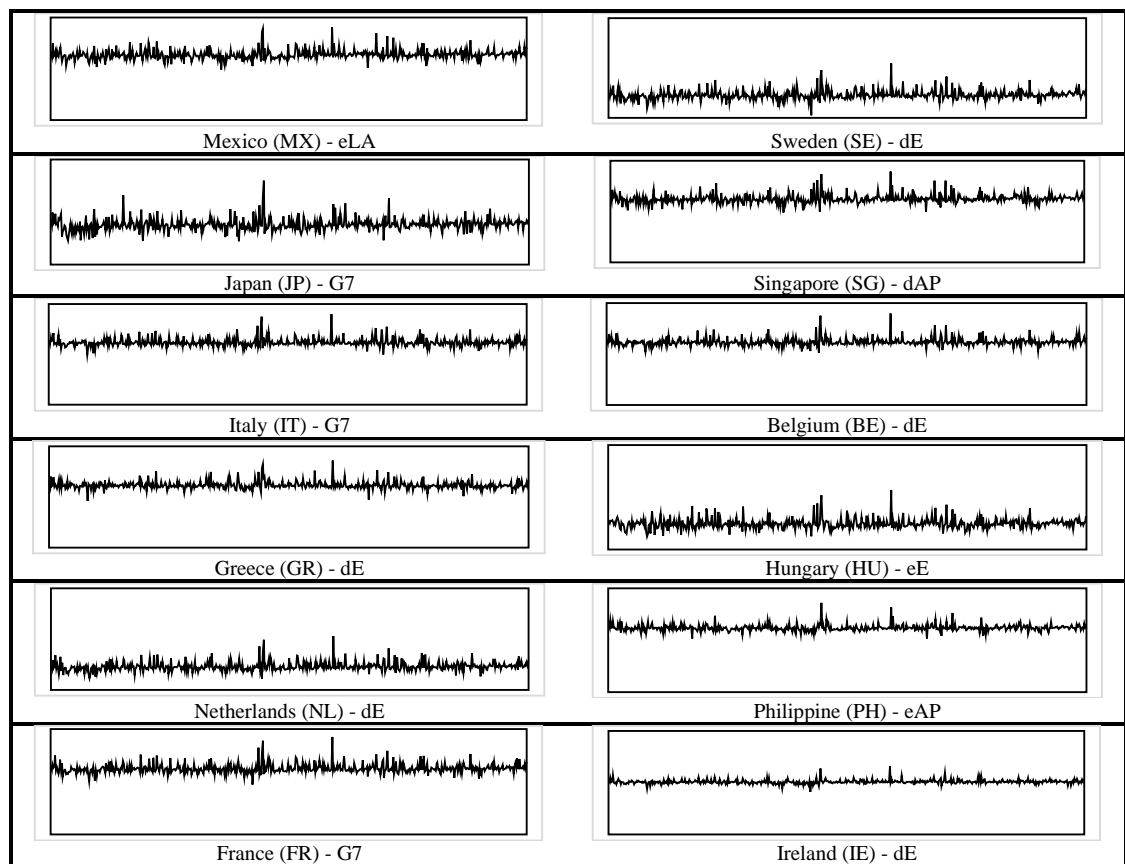 Mexico (MX) - eLA
Sweden (SE) - dE
Japan (JP) - G7
Singapore (SG) - dAP
Italy (IT) - G7
Belgium (BE) - dE
Greece (GR) - dE
Hungary (HU) - eE
Netherlands (NL) - dE
Philippine (PH) - eAP
France (FR) - G7
Ireland (IE) - dE